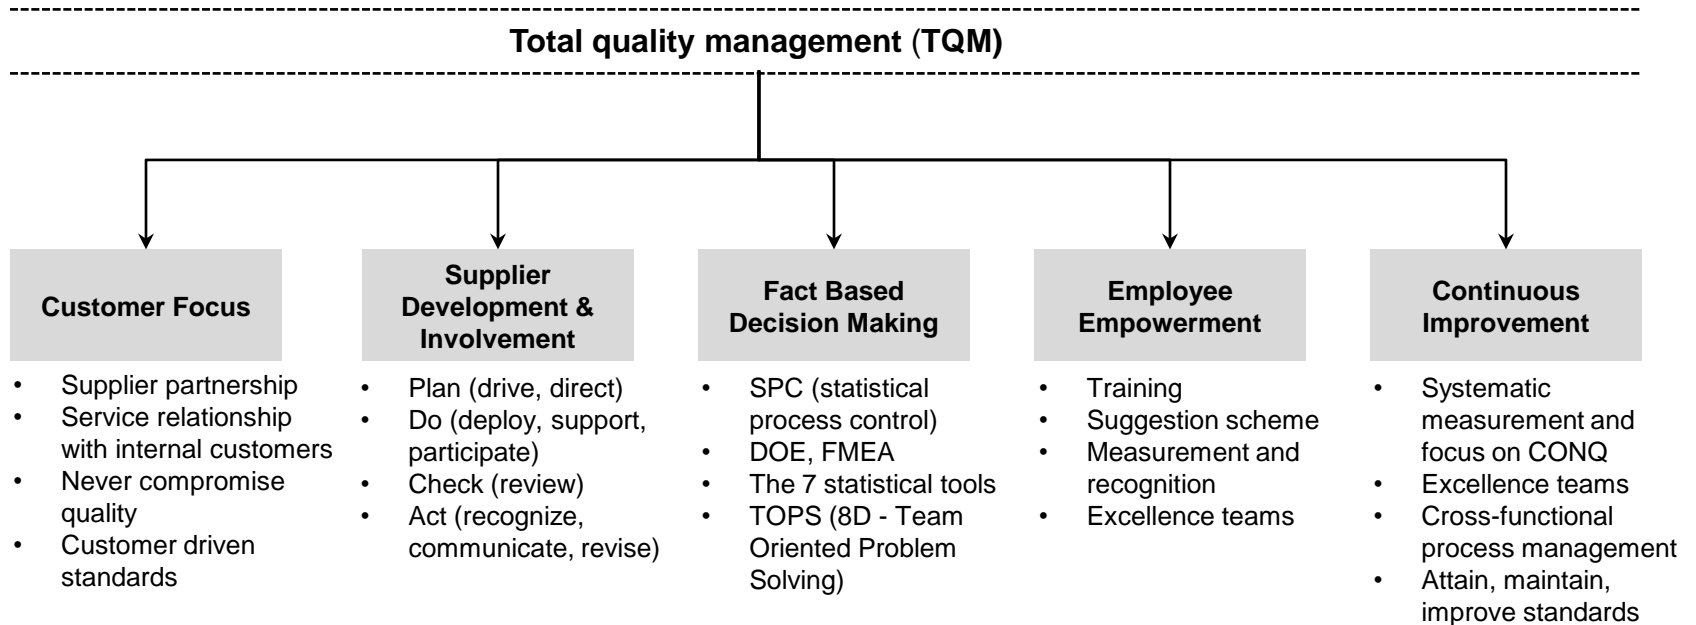 Total quality management (TQM)
Customer Focus
• Supplier partnership
• Service relationship
with internal customers
• Never compromise
quality
• Customer driven
standards
Supplier
Development &
Involvement
• Plan (drive, direct)
• Do (deploy, support,
participate)
• Check (review)
• Act (recognize,
communicate, revise)
Fact Based
Decision Making
• SPC (statistical
process control)
• DOE, FMEA
• The 7 statistical tools
• TOPS (8D - Team
Oriented Problem
Solving)
Employee
Empowerment
• Training
• Suggestion scheme
• Measurement and
recognition
• Excellence teams
Continuous
Improvement
• Systematic
measurement and
focus on CONQ
• Excellence teams
• Cross-functional
process management
• Attain, maintain,
improve standards